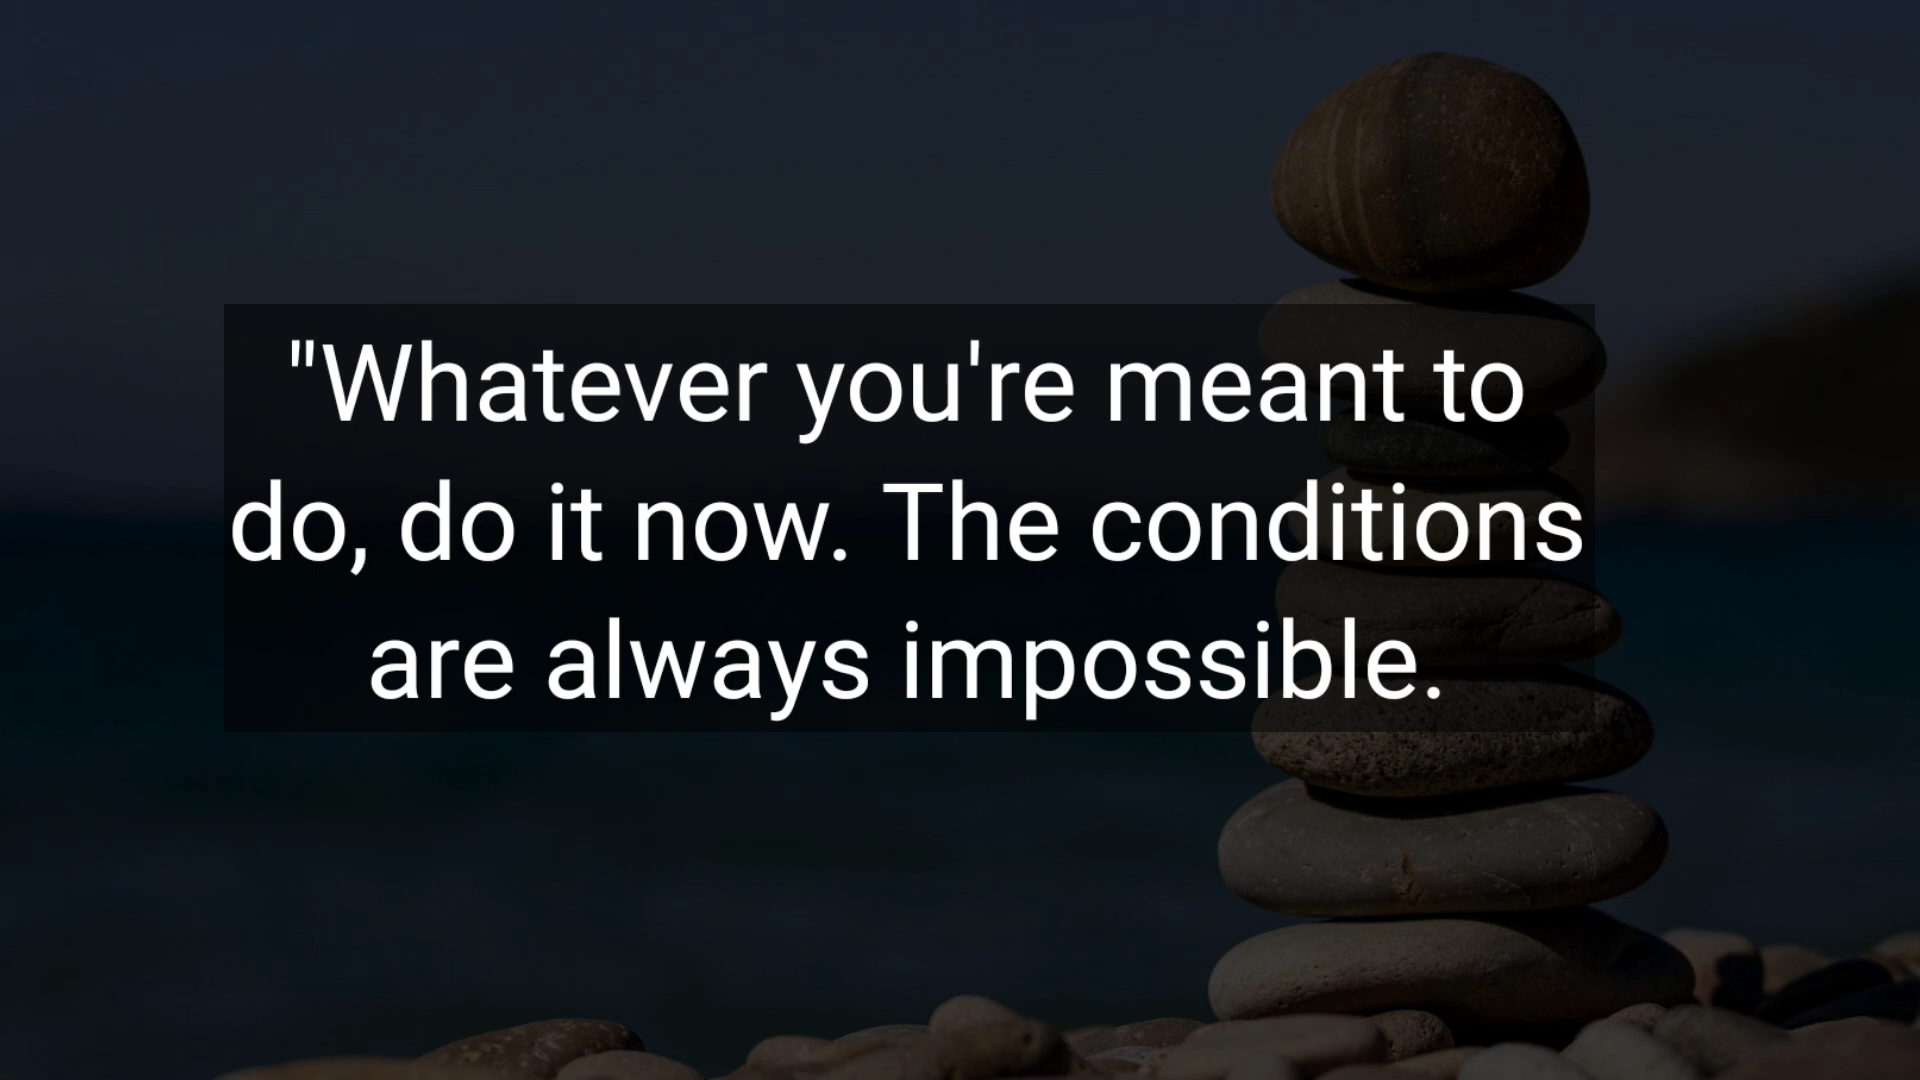 "Whatever you're meant to
do, do it now. The conditions
are always impossible.